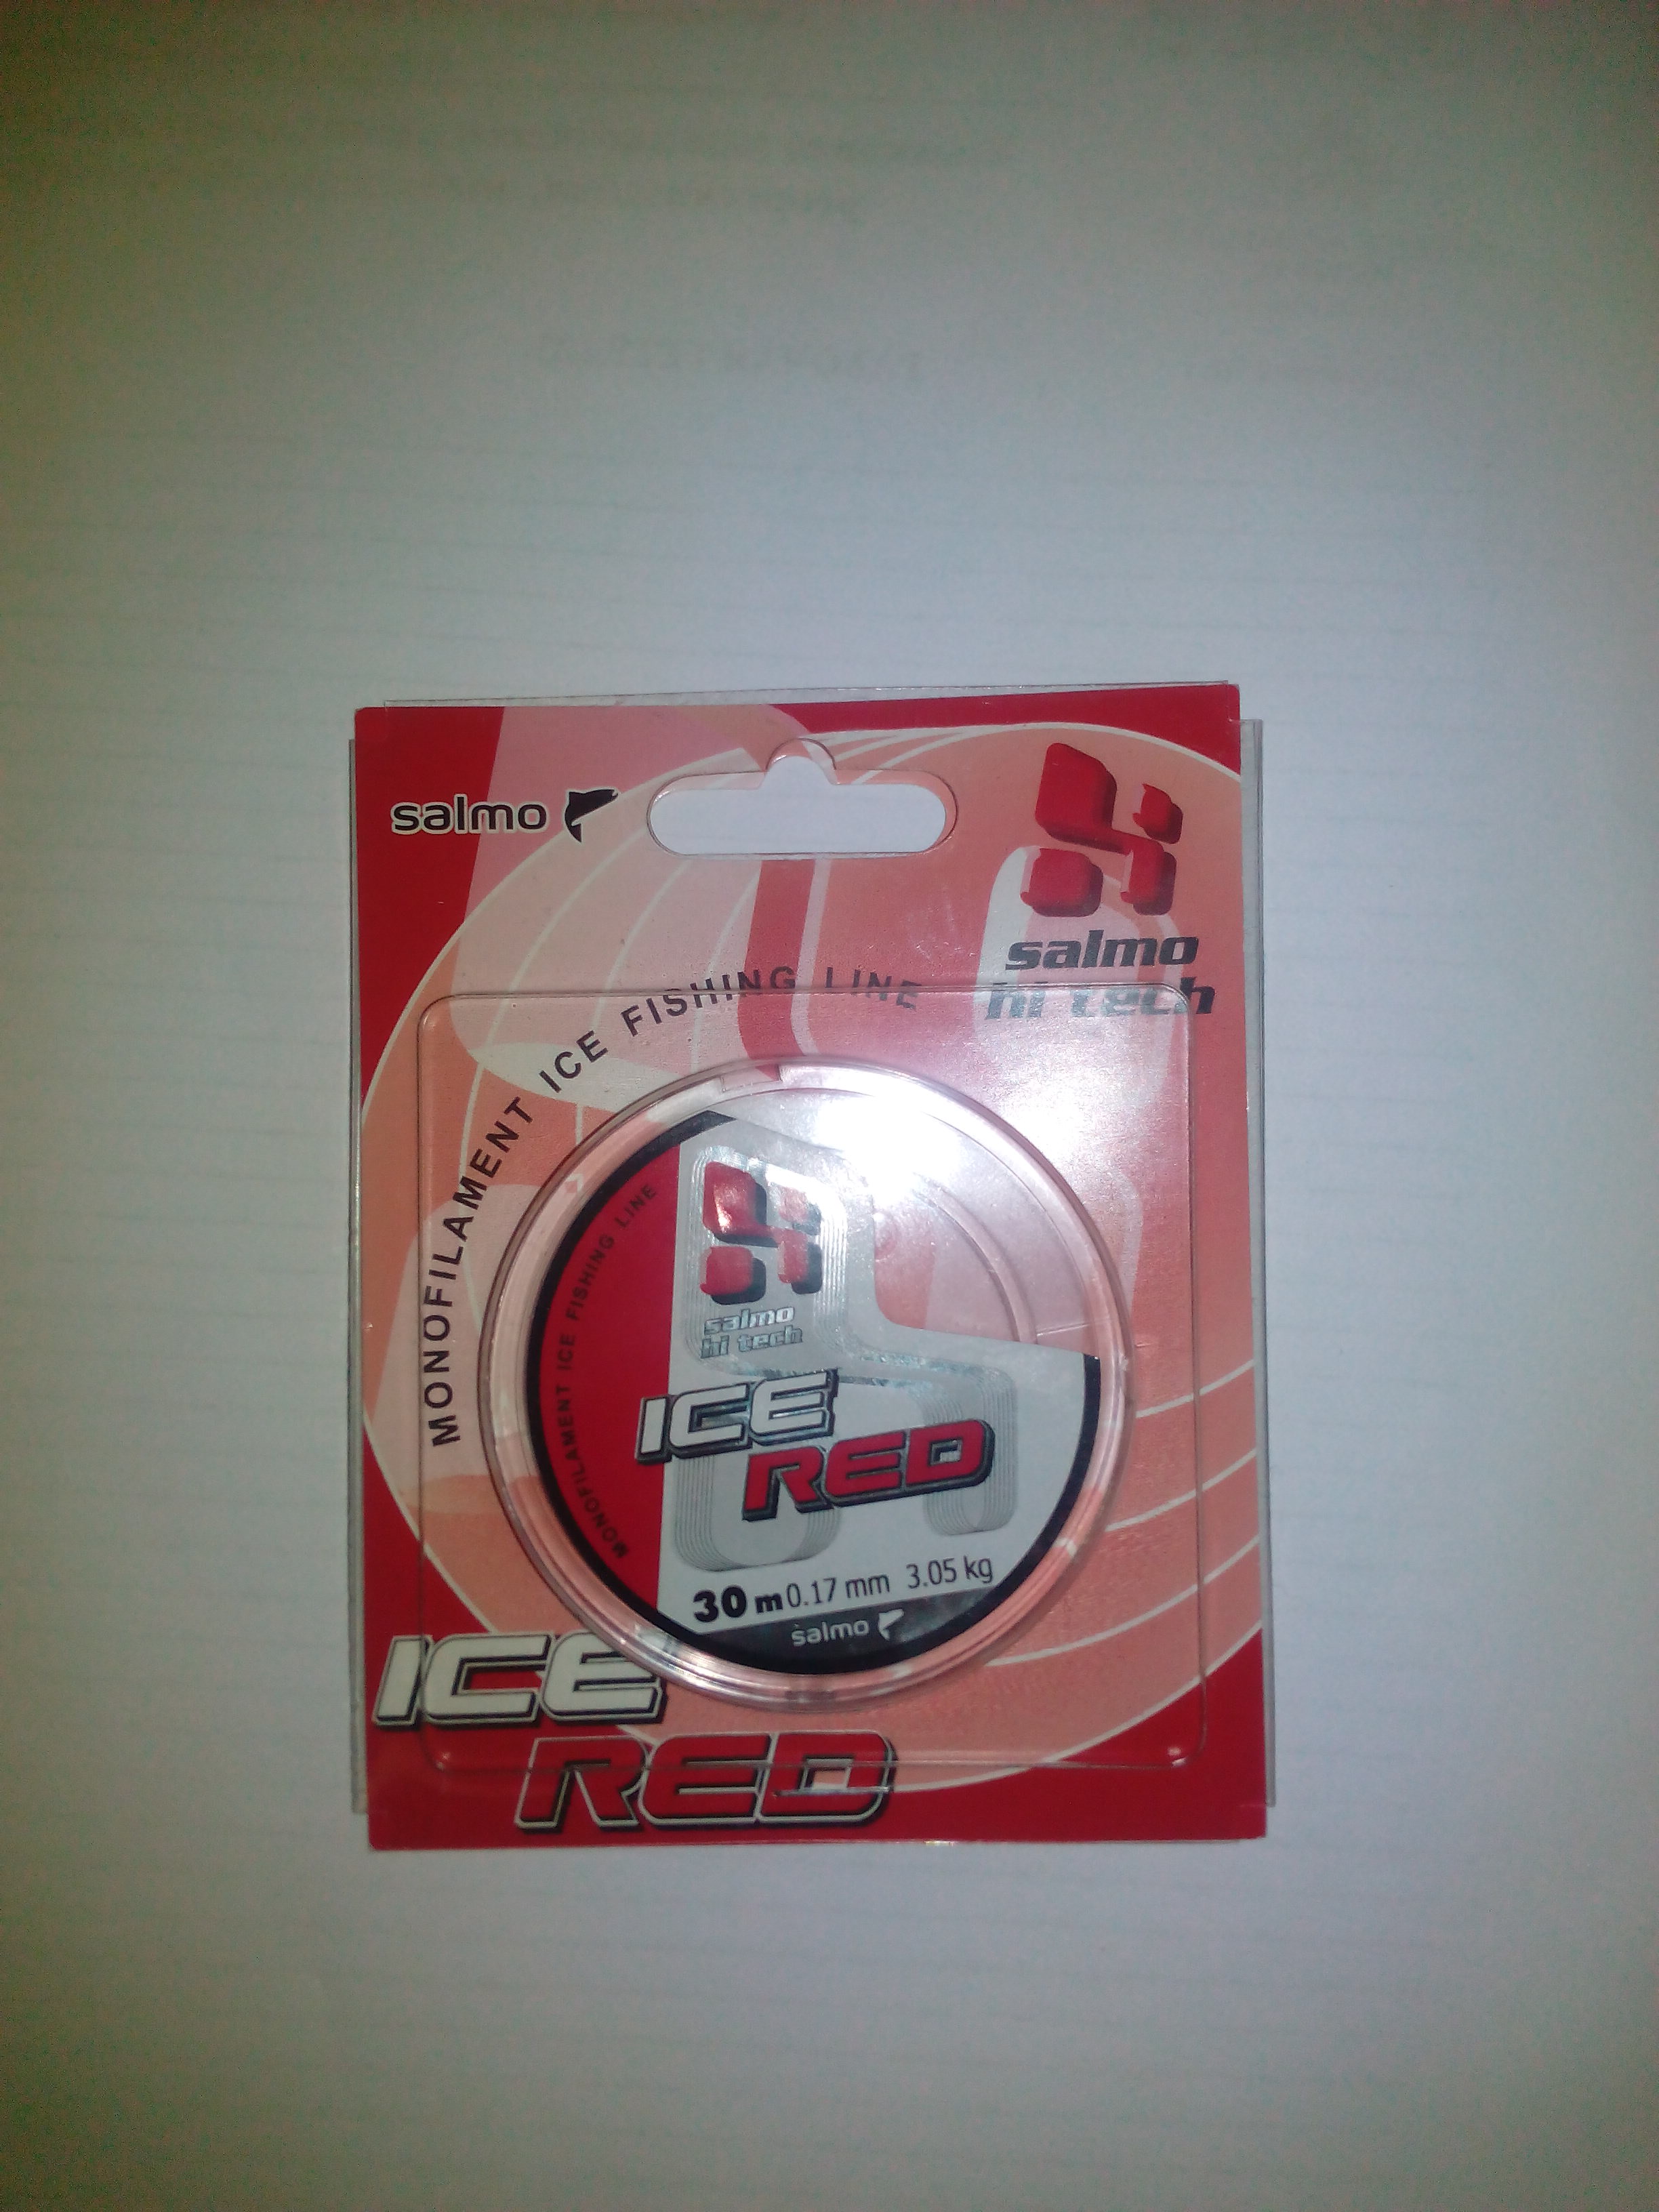 salmo
salmo
hi tech
MONOFILAMENT ICE FISHING LINE
MONOFILAMENT ICE FISHING LINE
salmo
hi tech
ICE
RED
30 m 0.17 mm 3.05 kg
salmo
ICE
RED